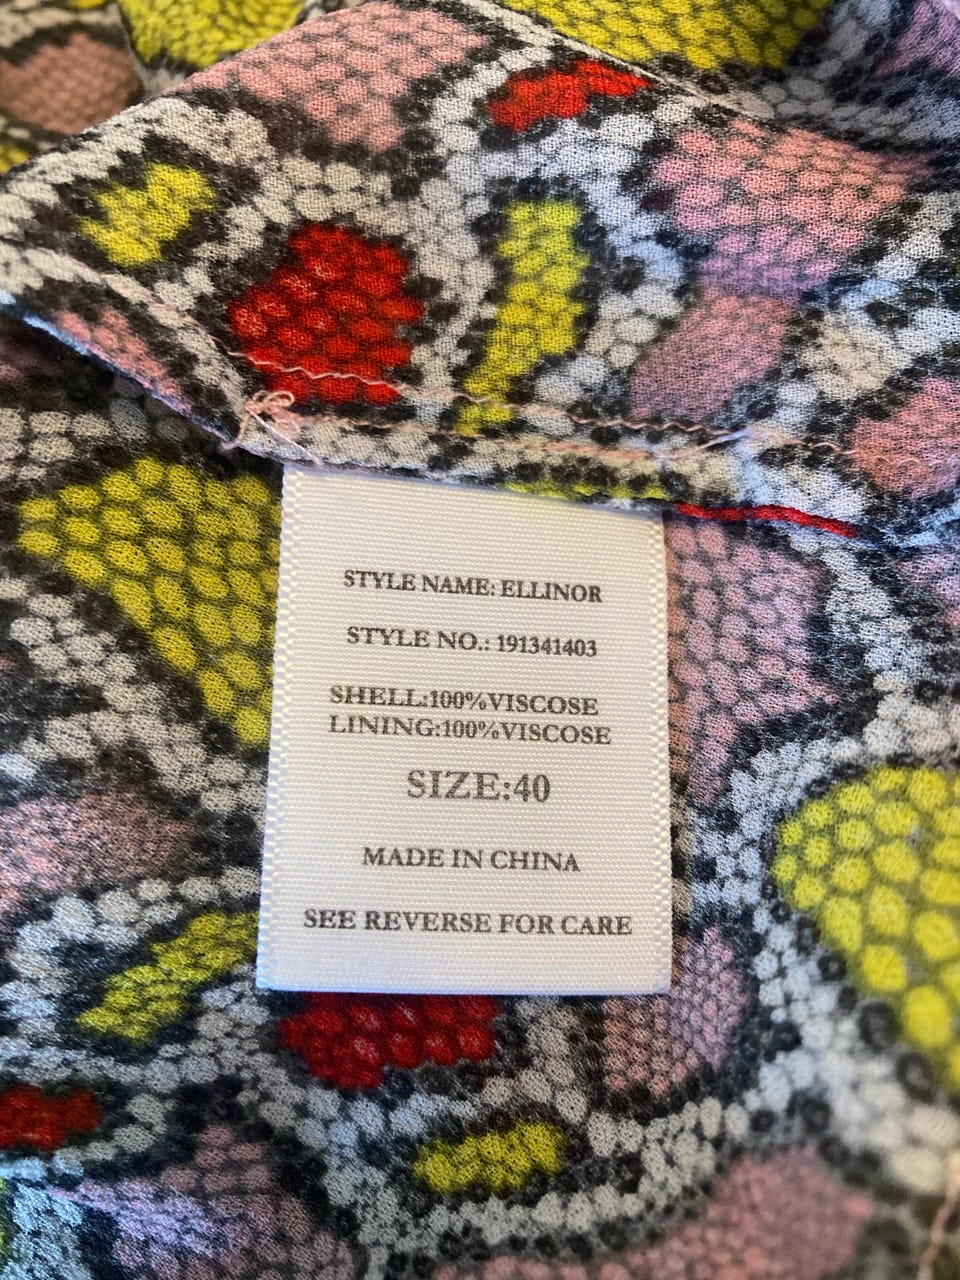 STYLE NAME: ELLINOR
STYLE NO.: 191341403
SHELL:100%VISCOSE
LINING:100%VISCOSE
SIZE:40
MADE IN CHINA
SEE REVERSE FOR CARE